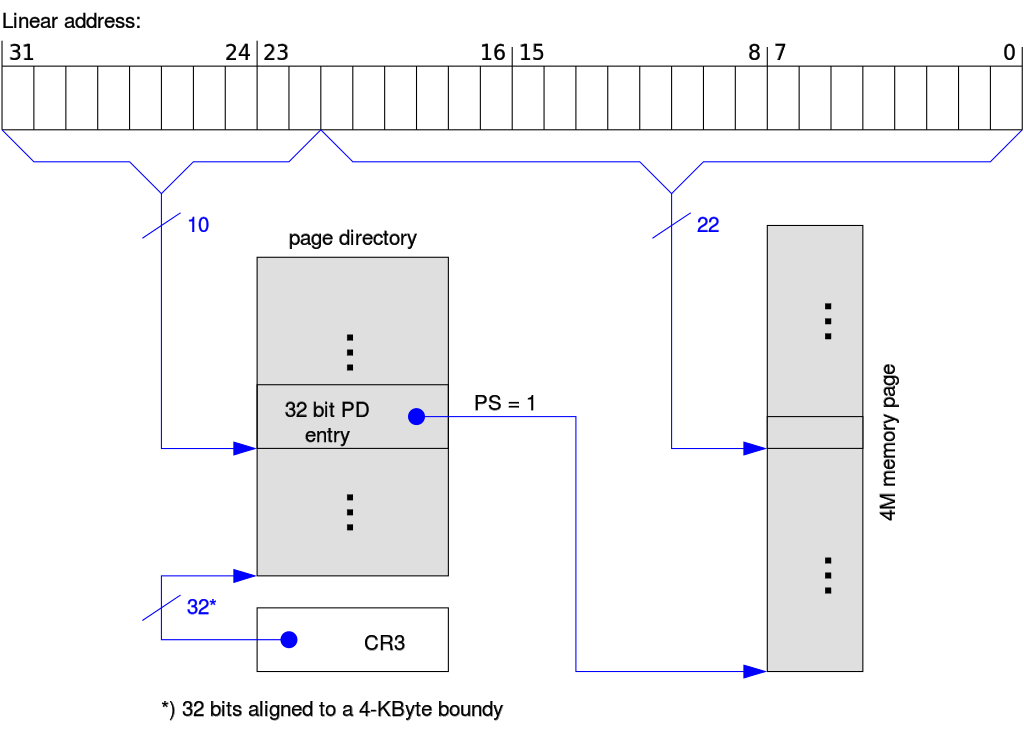 Linear address:
31 24 23 16 15 8 7 0
10
22
page directory
32 bit PD
entry
PS = 1
4M memory page
32*
CR3
*) 32 bits aligned to a 4-KByte boundy